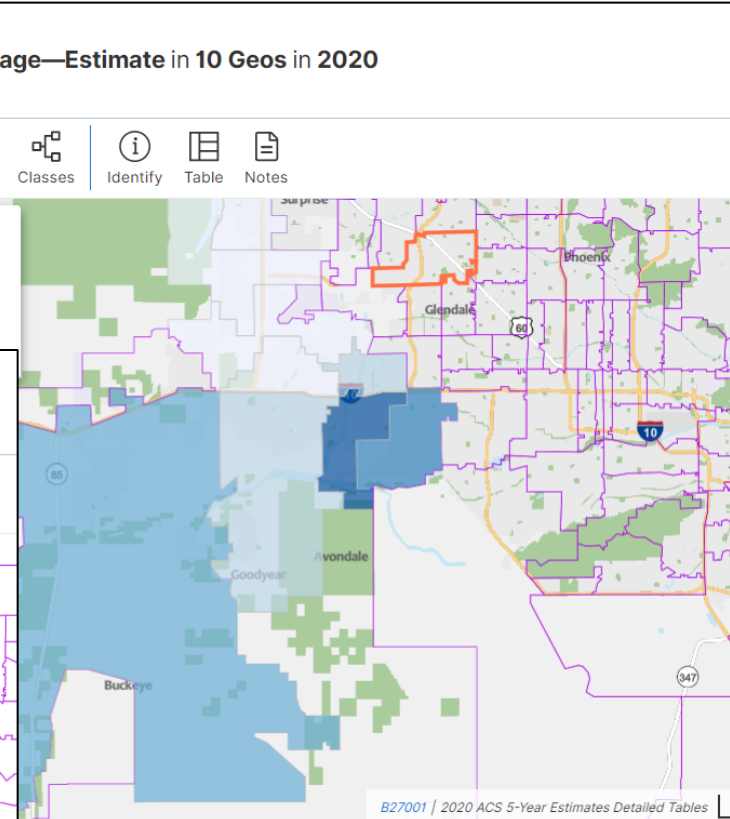 age—Estimate in 10 Geos in 2020
Classes
Identify
Table
Notes
Surprise
Phoenix
Glendale
60
10
85
Avondale
Goodyear
Buckeye
347
B27001 | 2020 ACS 5-Year Estimates Detailed Tables